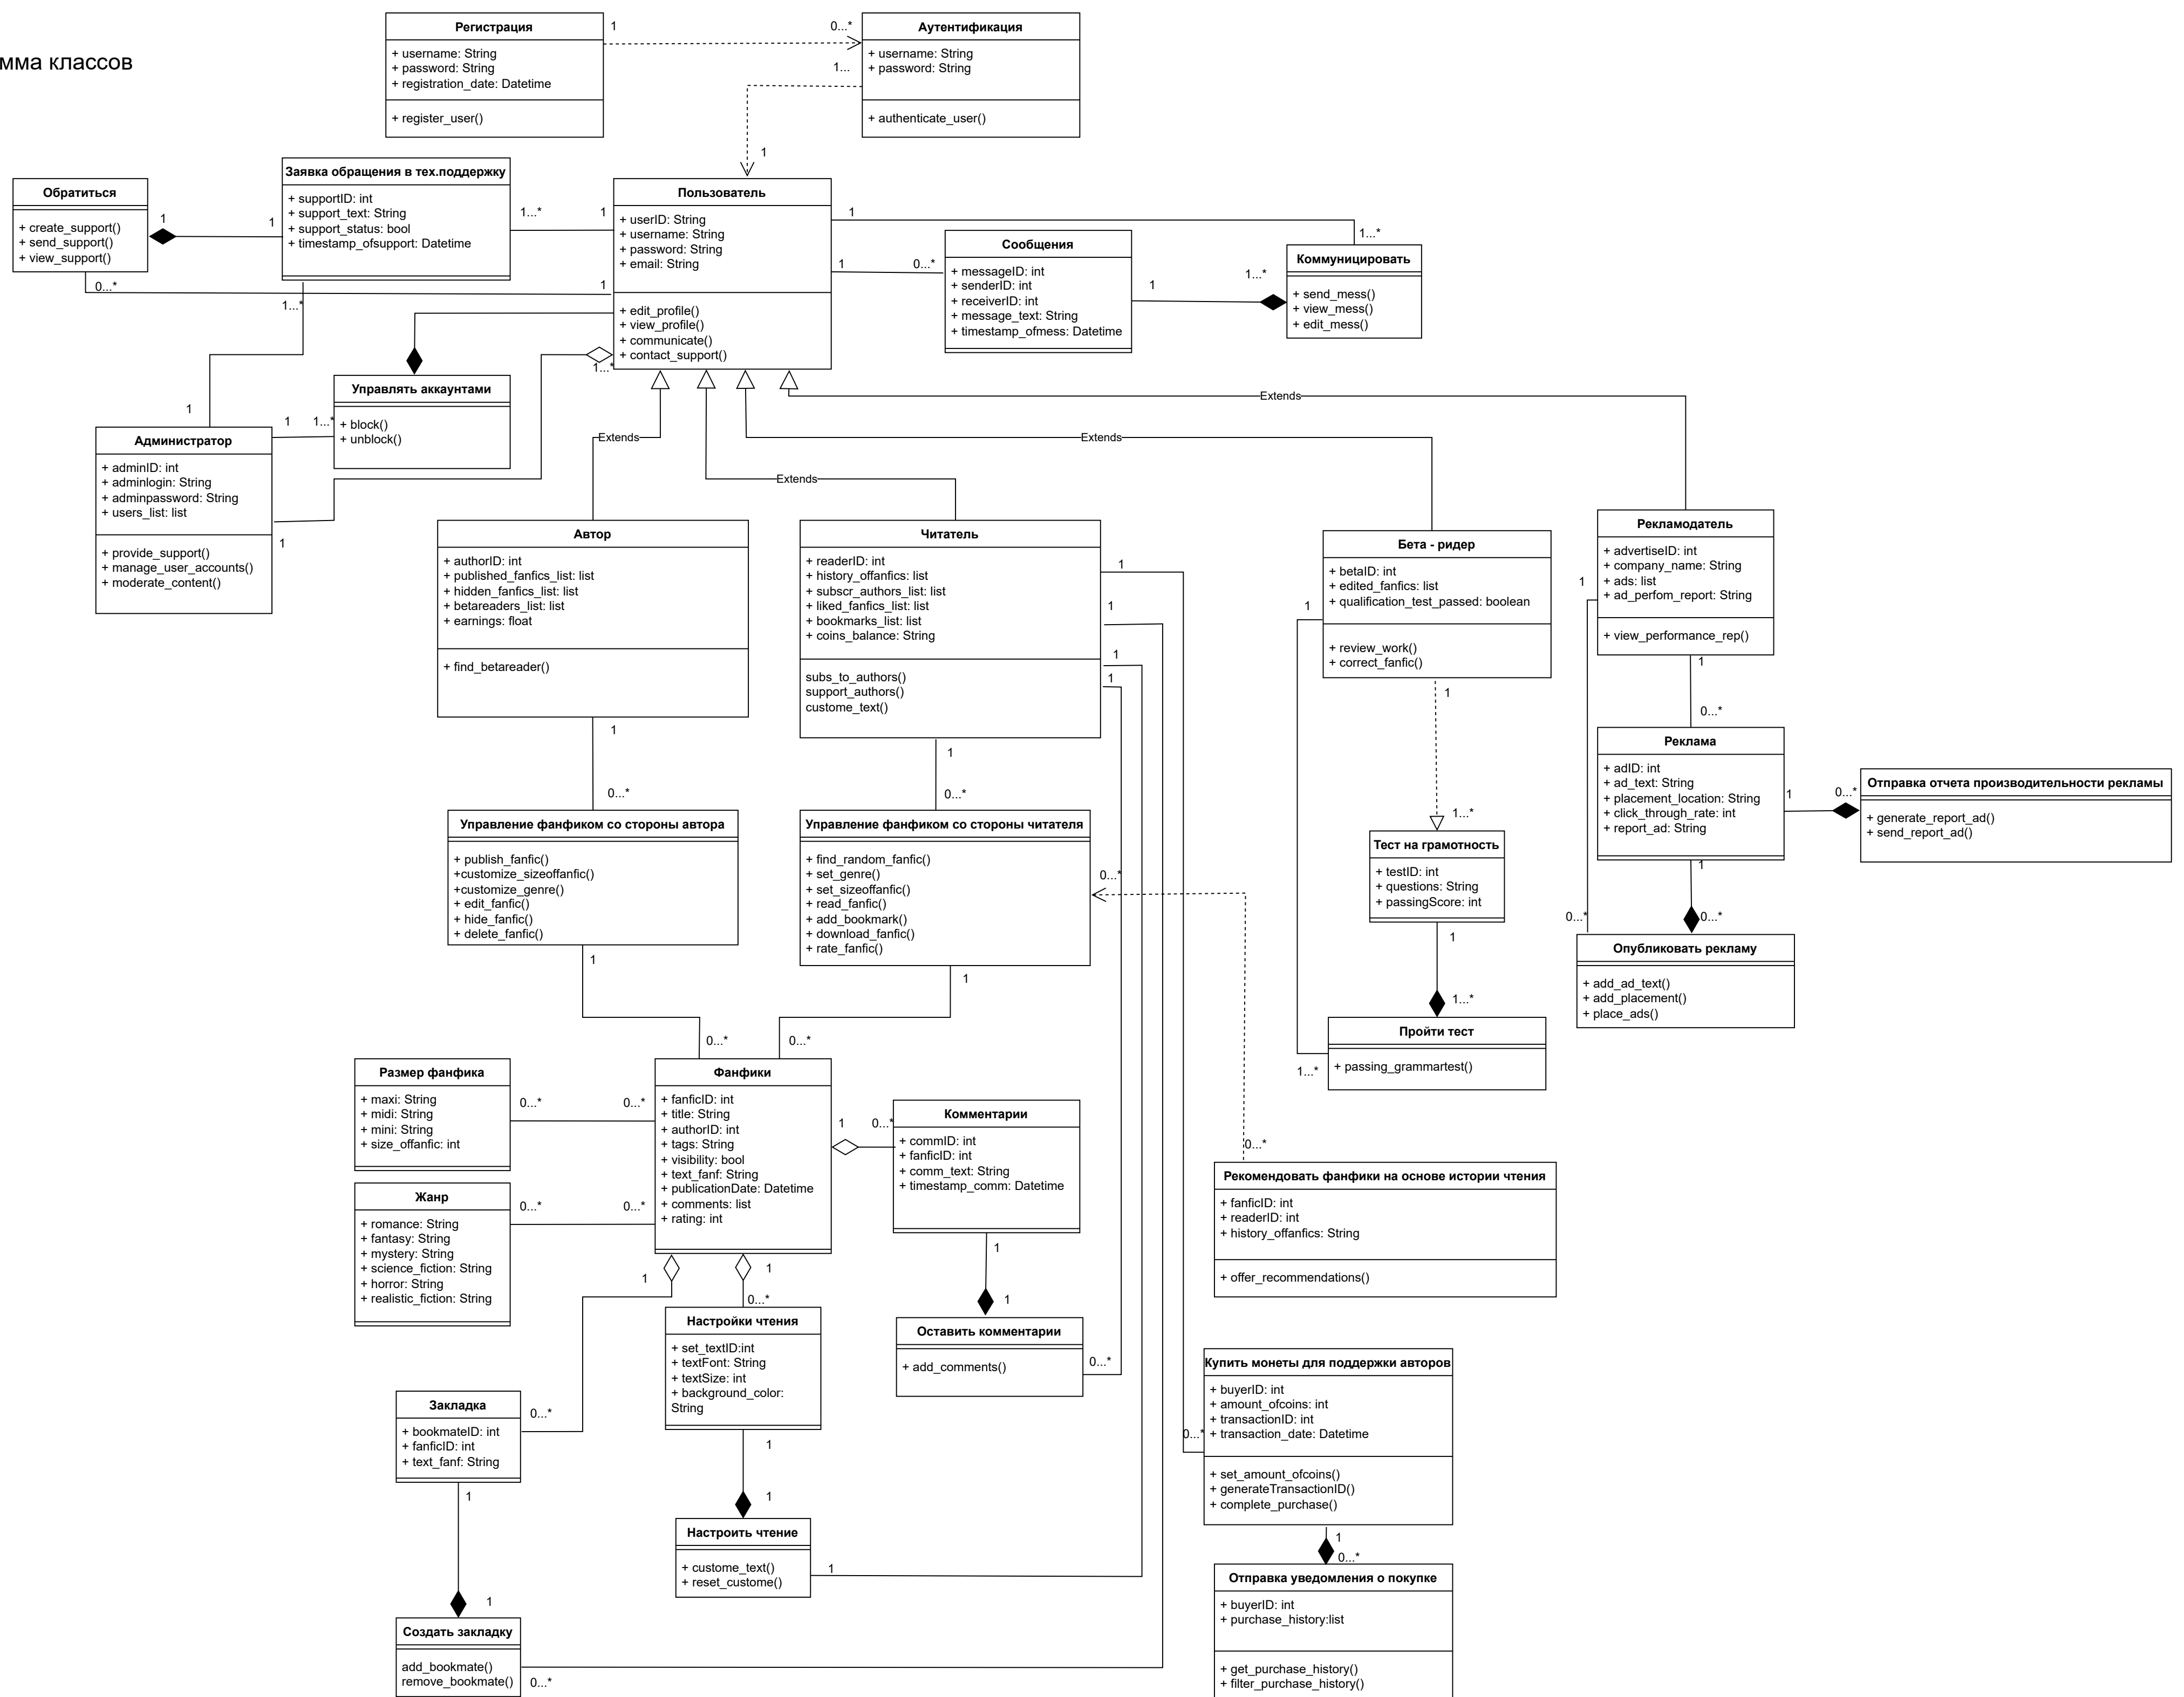 мма классов
Регистрация
+ username: String
+ password: String
+ registration_date: Datetime
+ register_user()
1
0...*
Аутентификация
+ username: String
+ password: String
+ authenticate_user()
1...
1
Обратиться
+ create_support()
+ send_support()
+ view_support()
1
1
0...*
1
Заявка обращения в тех.поддержку
+ supportID: int
+ support_text: String
+ support_status: bool
+ timestamp_ofsupport: Datetime
1...*
1
1...*
1
Пользователь
+ userID: String
+ username: String
+ password: String
+ email: String
+ edit_profile()
+ view_profile()
+ communicate()
+ contact_support()
1...*
1
1...*
1
0...*
Сообщения
+ messageID: int
+ senderID: int
+ receiverID: int
+ message_text: String
+ timestamp_ofmess: Datetime
1
1...*
Коммуницировать
+ send_mess()
+ view_mess()
+ edit_mess()
Управлять аккаунтами
+ block()
+ unblock()
1
1...*
Администратор
+ adminID: int
+ adminlogin: String
+ adminpassword: String
+ users_list: list
+ provide_support()
+ manage_user_accounts()
+ moderate_content()
1
Extends
Extends
Extends
Extends
Автор
+ authorID: int
+ published_fanfics_list: list
+ hidden_fanfics_list: list
+ betareaders_list: list
+ earnings: float
+ find_betareader()
1
0...*
Читатель
+ readerID: int
+ history_offanfics: list
+ subscr_authors_list: list
+ liked_fanfics_list: list
+ bookmarks_list: list
+ coins_balance: String
subs_to_authors()
support_authors()
custome_text()
1
1
1
1
1
0...*
Бета - ридер
+ betaID: int
+ edited_fanfics: list
+ qualification_test_passed: boolean
+ review_work()
+ correct_fanfic()
1
1
1...*
Рекламодатель
+ advertiseID: int
+ company_name: String
+ ads: list
+ ad_perfom_report: String
+ view_performance_rep()
1
1
0...*
Реклама
+ adID: int
+ ad_text: String
+ placement_location: String
+ click_through_rate: int
+ report_ad: String
1
0...*
Отправка отчета производительности рекламы
+ generate_report_ad()
+ send_report_ad()
1
0...*
0...*
Опубликовать рекламу
+ add_ad_text()
+ add_placement()
+ place_ads()
Управление фанфиком со стороны автора
+ publish_fanfic()
+customize_sizeoffanfic()
+customize_genre()
+ edit_fanfic()
+ hide_fanfic()
+ delete_fanfic()
1
0...*
Управление фанфиком со стороны читателя
+ find_random_fanfic()
+ set_genre()
+ set_sizeoffanfic()
+ read_fanfic()
+ add_bookmark()
+ download_fanfic()
+ rate_fanfic()
0...*
1
0...*
Тест на грамотность
+ testID: int
+ questions: String
+ passingScore: int
1
1...*
Пройти тест
+ passing_grammartest()
1...*
Размер фанфика
+ maxi: String
+ midi: String
+ mini: String
+ size_offanfic: int
0...*
0...*
Жанр
+ romance: String
+ fantasy: String
+ mystery: String
+ science_fiction: String
+ horror: String
+ realistic_fiction: String
0...*
0...*
Фанфики
+ fanficID: int
+ title: String
+ authorID: int
+ tags: String
+ visibility: bool
+ text_fanf: String
+ publicationDate: Datetime
+ comments: list
+ rating: int
1
0...*
Комментарии
+ commID: int
+ fanficID: int
+ comm_text: String
+ timestamp_comm: Datetime
1
1
Оставить комментарии
+ add_comments()
0...*
0...*
Рекомендовать фанфики на основе истории чтения
+ fanficID: int
+ readerID: int
+ history_offanfics: String
+ offer_recommendations()
1
1
0...*
Настройки чтения
+ set_textID:int
+ textFont: String
+ textSize: int
+ background_color:
String
1
1
Настроить чтение
+ custome_text()
+ reset_custome()
1
Закладка
+ bookmateID: int
+ fanficID: int
+ text_fanf: String
0...*
1
1
Создать закладку
add_bookmate()
remove_bookmate()
0...*
Купить монеты для поддержки авторов
+ buyerID: int
+ amount_ofcoins: int
+ transactionID: int
+ transaction_date: Datetime
+ set_amount_ofcoins()
+ generateTransactionID()
+ complete_purchase()
0...*
1
0...*
Отправка уведомления о покупке
+ buyerID: int
+ purchase_history:list
+ get_purchase_history()
+ filter_purchase_history()